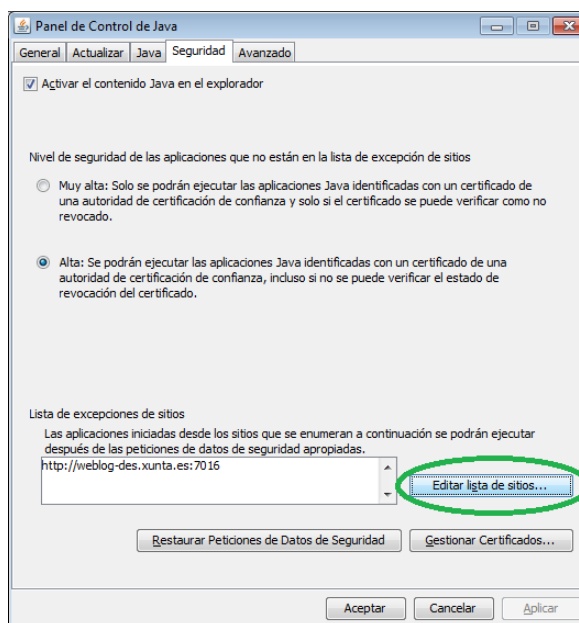 Panel de Control de Java
General Actualizar Java Seguridad Avanzado
Activar el contenido Java en el explorador
Nivel de seguridad de las aplicaciones que no están en la lista de excepción de sitios
Muy alta: Solo se podrán ejecutar las aplicaciones Java identificadas con un certificado de
una autoridad de certificación de confianza y solo si el certificado se puede verificar como no
revocado.
Alta: Se podrán ejecutar las aplicaciones Java identificadas con un certificado de una
autoridad de certificación de confianza, incluso si no se puede verificar el estado de
revocación del certificado.
Lista de excepciones de sitios
Las aplicaciones iniciadas desde los sitios que se enumeran a continuación se podrán ejecutar
después de las peticiones de datos de seguridad apropiadas.
http://weblog-des.xunta.es:7016
Editar lista de sitios...
Restaurar Peticiones de Datos de Seguridad Gestionar Certificados...
Aceptar Cancelar Aplicar